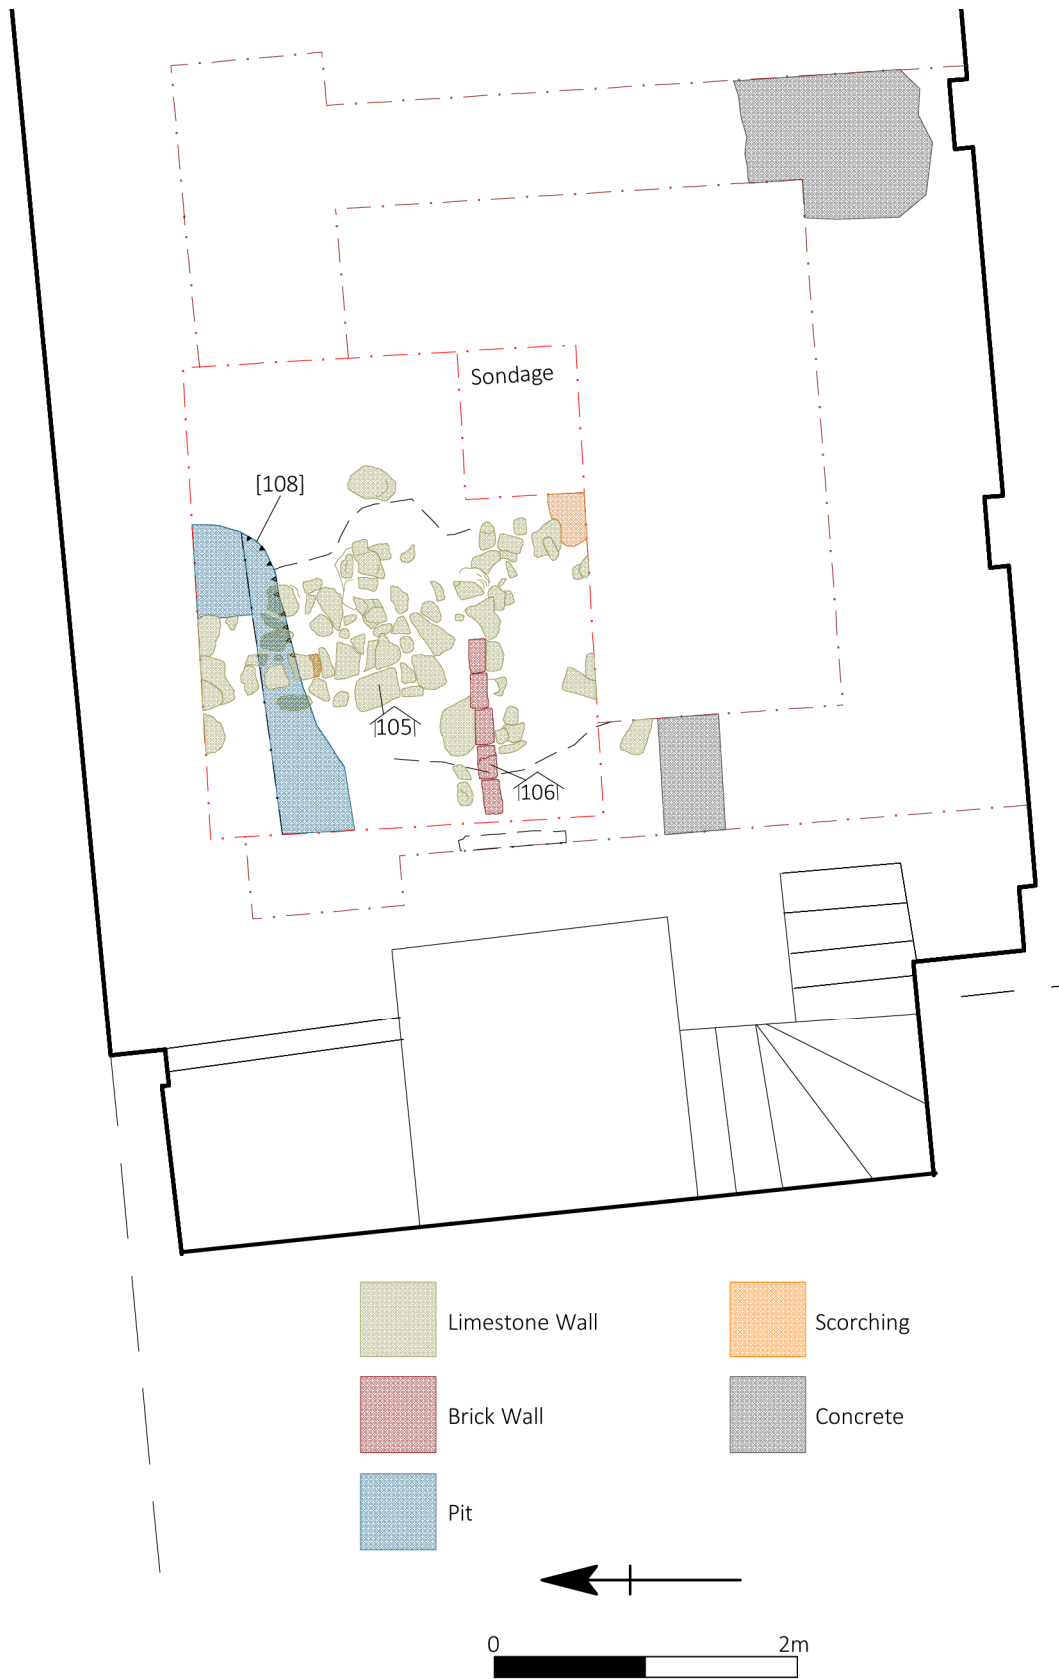 Sondage
[108]
105
106
Limestone Wall
Scorching
Brick Wall
Concrete
Pit
0 2m